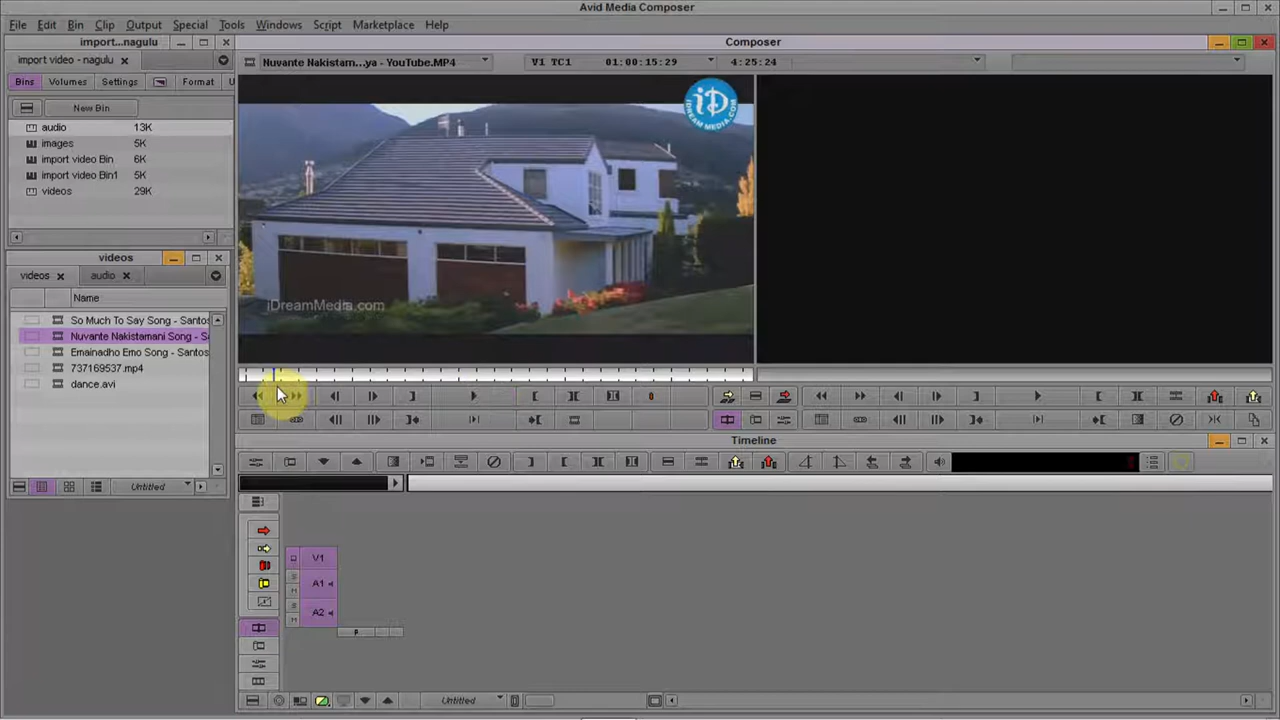 Avid Media Composer
File Edit Bin Clip Output Special Tools Windows Script Marketplace Help
import...nagulu
Composer
import video - nagulu
Nuvante Nakistam...ya - YouTube.MP4
V1 TC1 01:00:15:29 4:25:24
Bins Volumes Settings Format
New Bin
audio 13K
images 5K
import video Bin 6K
import video Bin1 5K
videos 29K
iD
iDREAM MEDIA.COM
iDreamMedia.com
videos
videos audio
Name
So Much To Say Song - Santos
Nuvante Nakistamani Song - S
Emainadho Emo Song - Santos
737169537.mp4
dance.avi
Untitled
Timeline
V1
S
M
A1
S
M
A2
P
Untitled